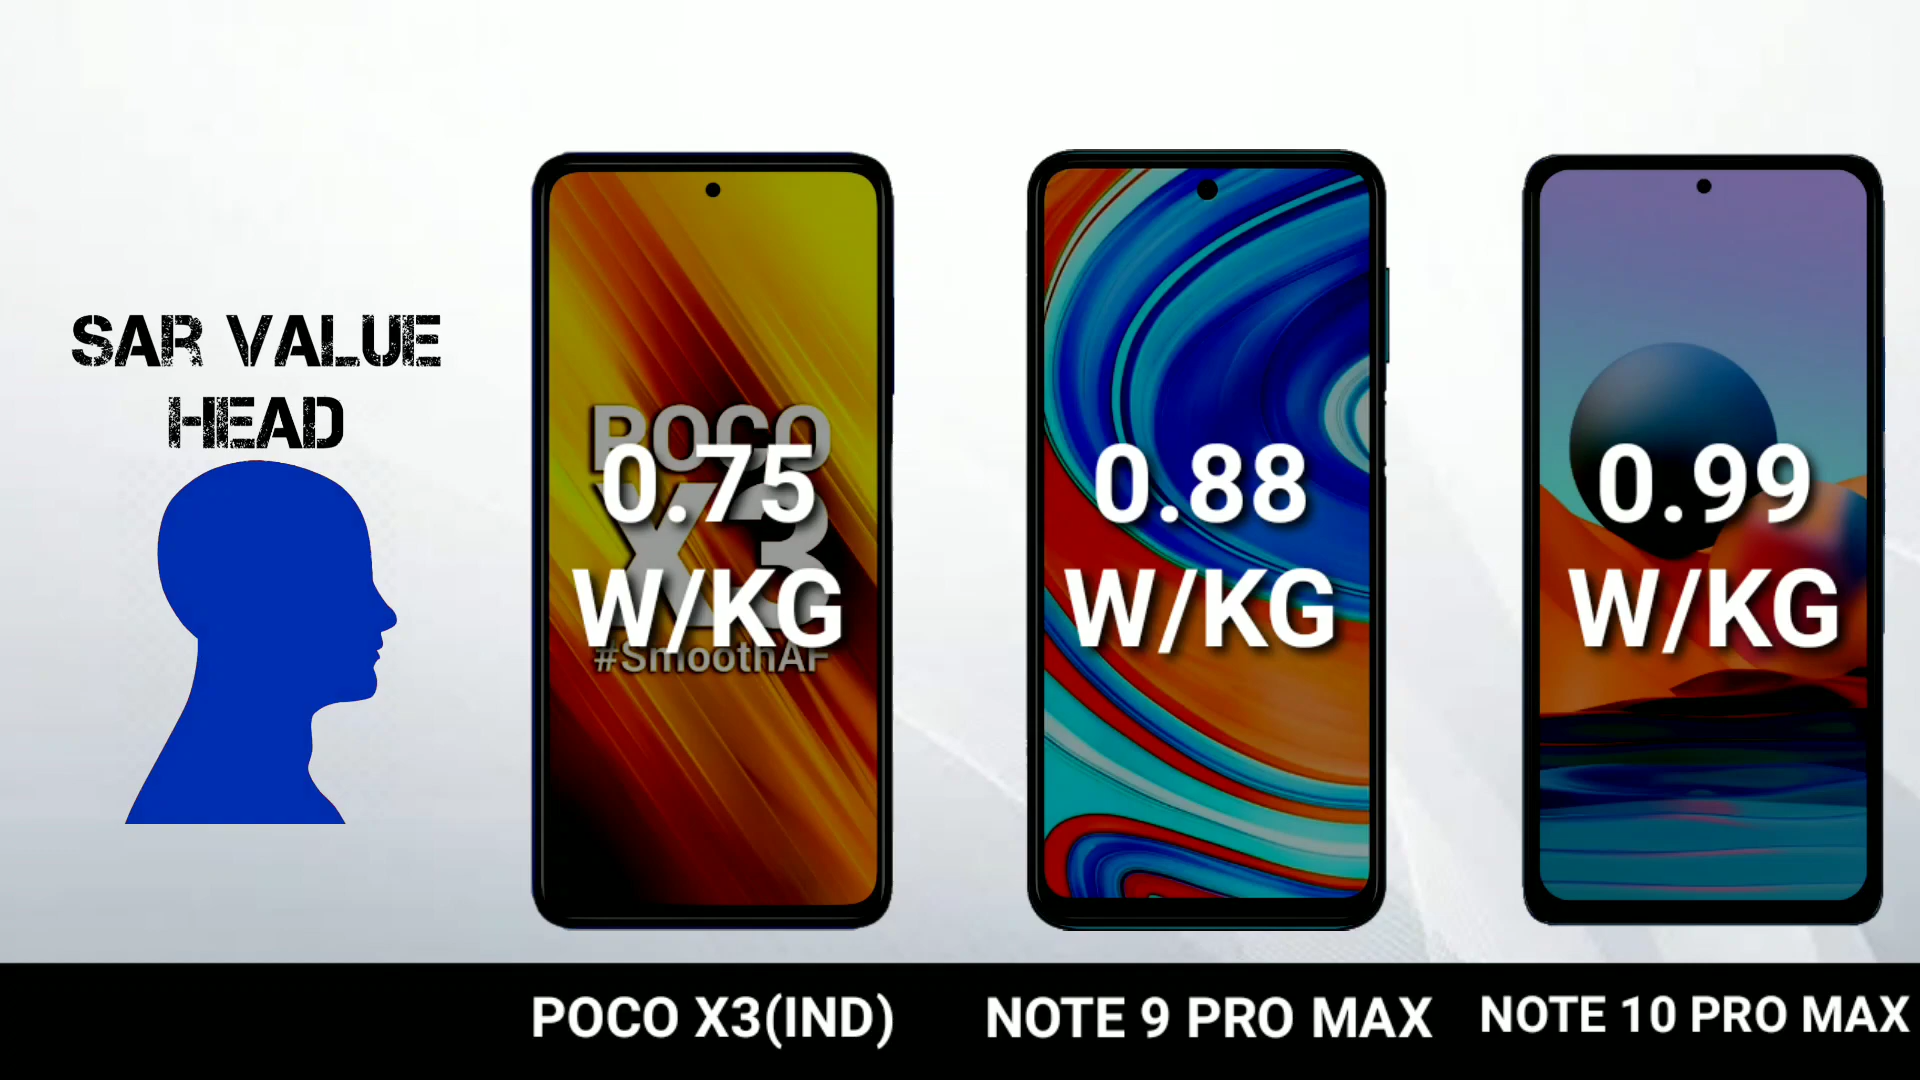 SAR VALUE
HEAD
POCO
X3
#SmoothAF
0.75
W/KG
0.88
W/KG
0.99
W/KG
POCO X3(IND)
NOTE 9 PRO MAX
NOTE 10 PRO MAX